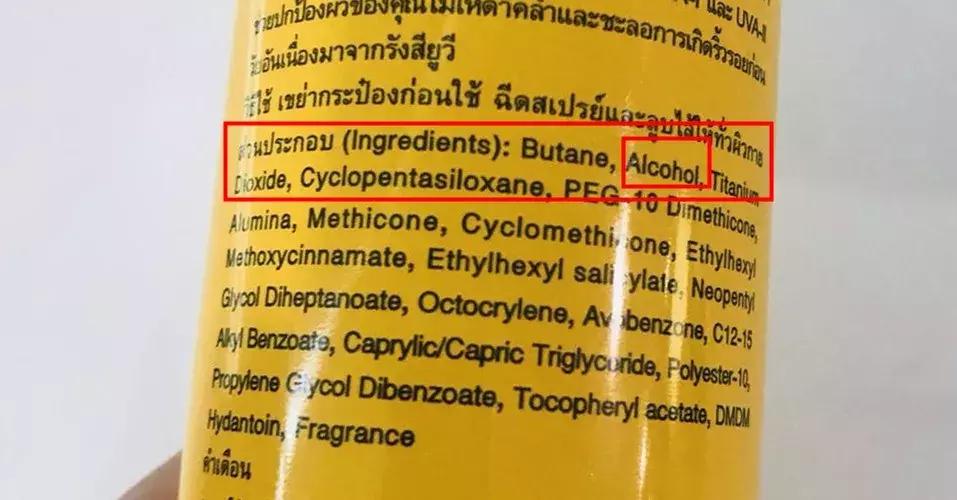 ช่วยปกป้องผิวของคุณไม่ให้ดำคล้ำและชะลอการเกิดริ้วรอยก่อน
วัยอันเนื่องมาจากรังสียูวี
วิธีใช้ เขย่ากระป๋องก่อนใช้ ฉีดสเปรย์และลูบไล้ให้ทั่วผิวกาย
ส่วนประกอบ (Ingredients): Butane, Alcohol, Titanium
Dioxide, Cyclopentasiloxane, PEG-10 Dimethicone,
Alumina, Methicone, Cyclomethicone, Ethylhexyl
Methoxycinnamate, Ethylhexyl salicylate, Neopentyl
Glycol Diheptanoate, Octocrylene, Avobenzone, C12-15
Alkyl Benzoate, Caprylic/Capric Triglyceride, Polyester-10,
Propylene Glycol Dibenzoate, Tocopheryl acetate, DMDM
Hydantoin, Fragrance
คำเตือน